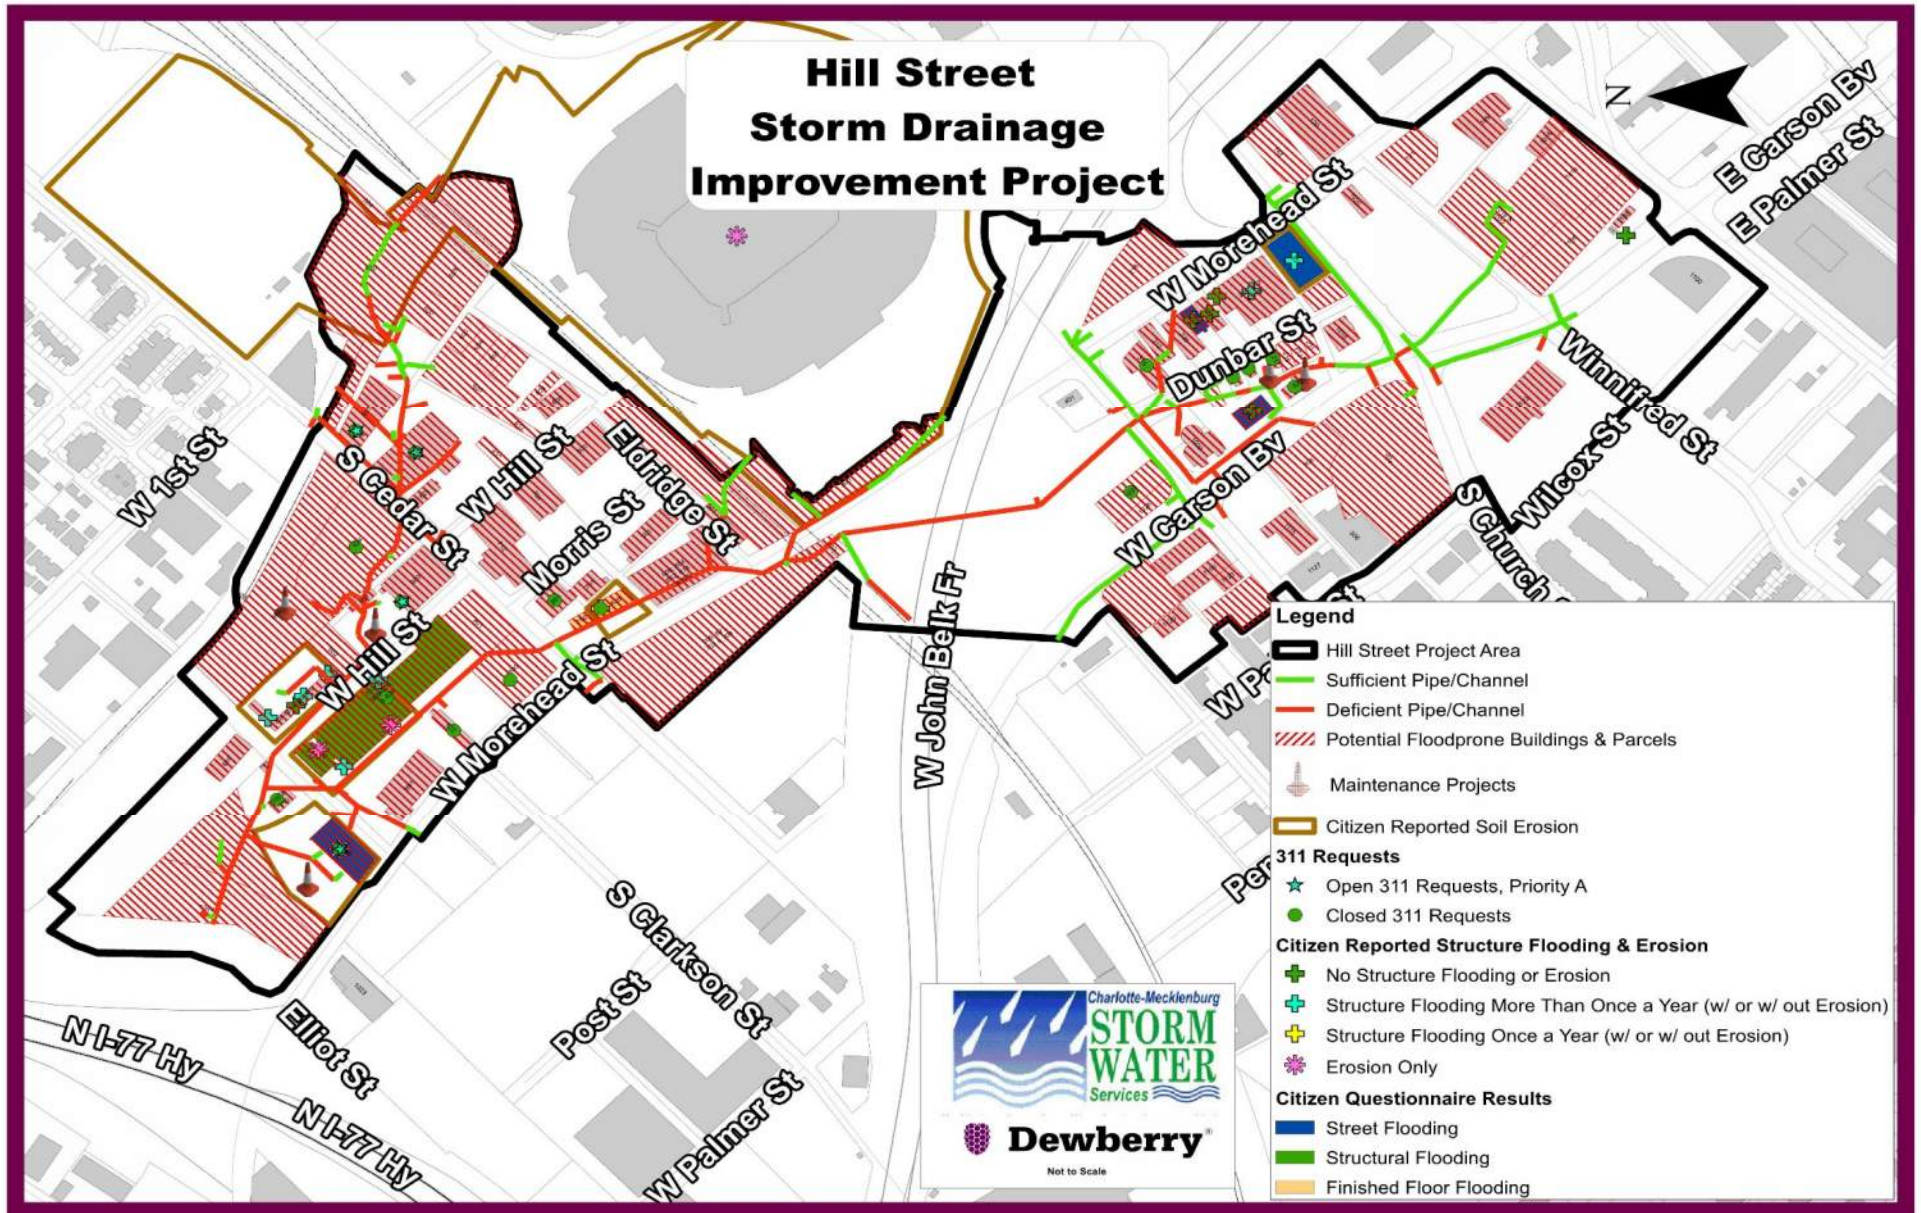 Hill Street
Storm Drainage
Improvement Project
N
E Carson Bv
E Palmer St
W Morehead St
Dunbar St
Winnifred St
Wilcox St
W 1st St
S Cedar St
W Hill St
Eldridge St
Morris St
W Carson Bv
S Church
W John Belk Fr
W Hill St
W Morehead St
W Pa
Per
S Clarkson St
Post St
W Palmer St
Elliot St
N I-77 Hy
N I-77 Hy
401
1100
1127
1023
Legend
Hill Street Project Area
Sufficient Pipe/Channel
Deficient Pipe/Channel
Potential Floodprone Buildings & Parcels
Maintenance Projects
Citizen Reported Soil Erosion
311 Requests
Open 311 Requests, Priority A
Closed 311 Requests
Citizen Reported Structure Flooding & Erosion
No Structure Flooding or Erosion
Structure Flooding More Than Once a Year (w/ or w/ out Erosion)
Structure Flooding Once a Year (w/ or w/ out Erosion)
Erosion Only
Citizen Questionnaire Results
Street Flooding
Structural Flooding
Finished Floor Flooding
Charlotte-Mecklenburg
STORM
WATER
Services
Dewberry®
Not to Scale